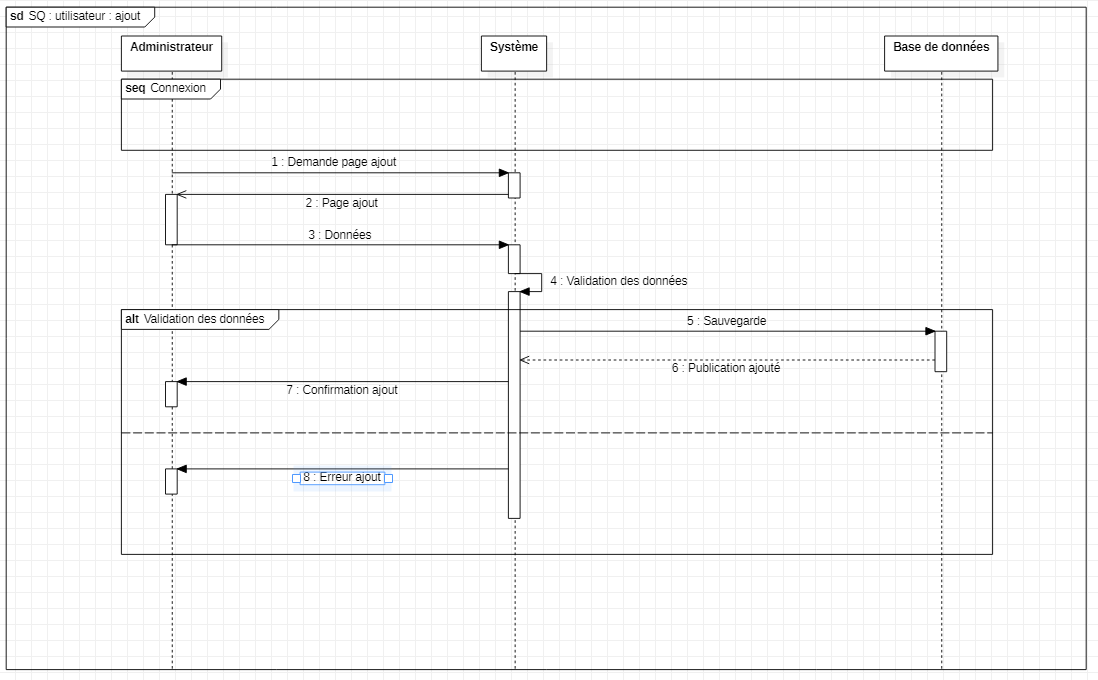 sd SQ : utilisateur : ajout
Administrateur
Système
Base de données
seq Connexion
1 : Demande page ajout
2 : Page ajout
3 : Données
4 : Validation des données
alt Validation des données
5 : Sauvegarde
6 : Publication ajouté
7 : Confirmation ajout
8 : Erreur ajout